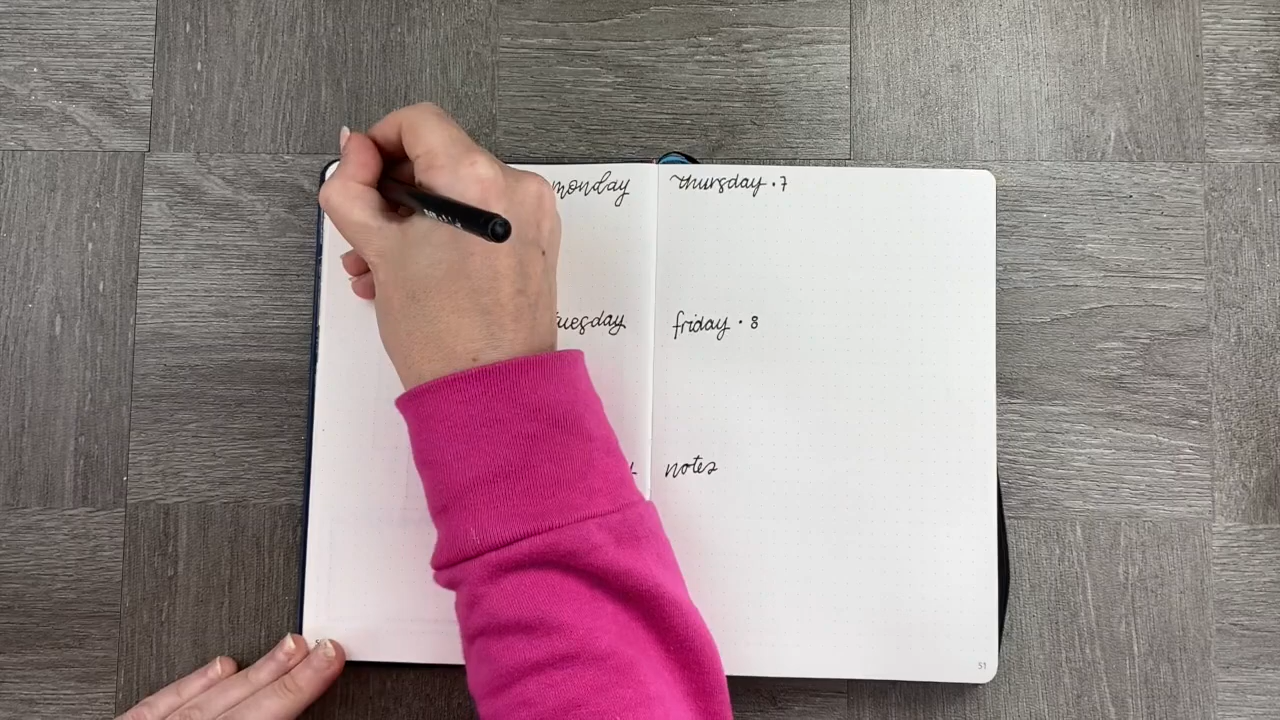 monday
tuesday
thursday · 7
friday · 8
notes
51